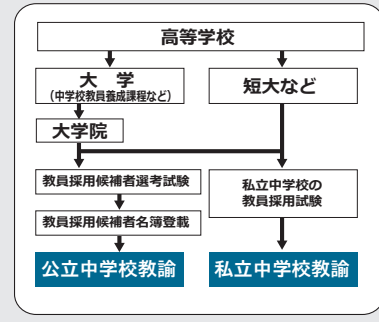 高等学校
大学
(中学校教員養成課程など)
短大など
大学院
教員採用候補者選考試験
私立中学校の
教員採用試験
教員採用候補者名簿登載
公立中学校教諭
私立中学校教諭